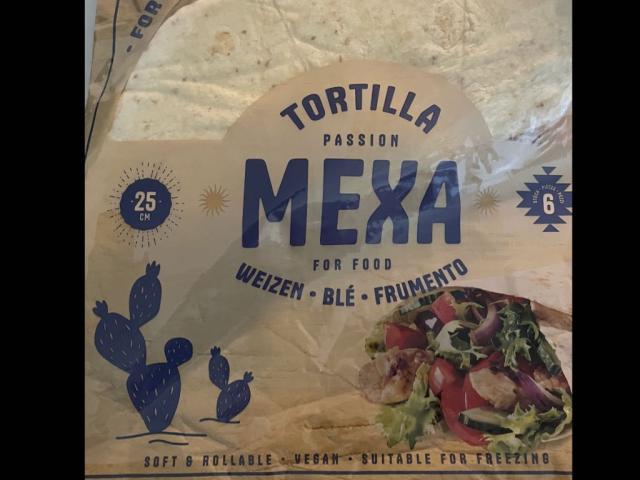 - FOR
TORTILLA
PASSION
MEXA
FOR FOOD
WEIZEN • BLÉ • FRUMENTO
25
CM
6
SOFT & ROLLABLE • VEGAN • SUITABLE FOR FREEZING